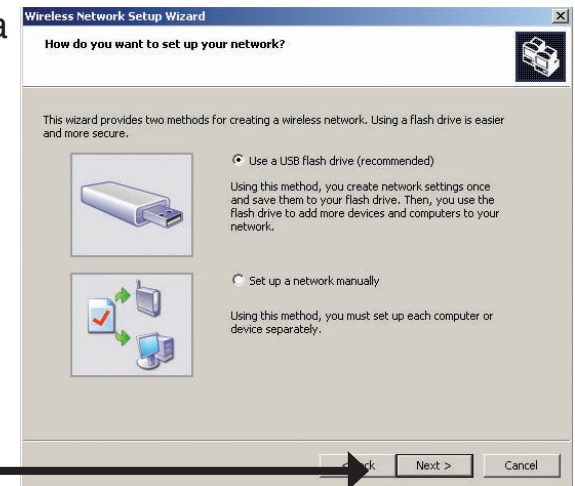 a
Wireless Network Setup Wizard
How do you want to set up your network?
This wizard provides two methods for creating a wireless network. Using a flash drive is easier
and more secure.
Use a USB flash drive (recommended)
Using this method, you create network settings once
and save them to your flash drive. Then, you use the
flash drive to add more devices and computers to your
network.
Set up a network manually
Using this method, you must set up each computer or
device separately.
Next > Cancel